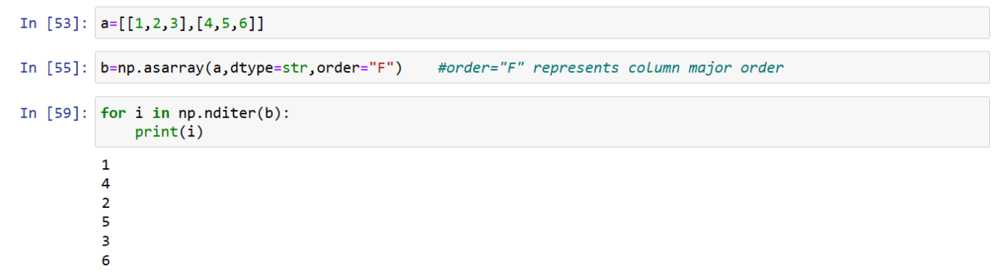 In [53]: a=[[1,2,3],[4,5,6]]
In [55]: b=np.asarray(a,dtype=str,order="F")    #order="F" represents column major order
In [59]: for i in np.nditer(b):
    print(i)
1
4
2
5
3
6